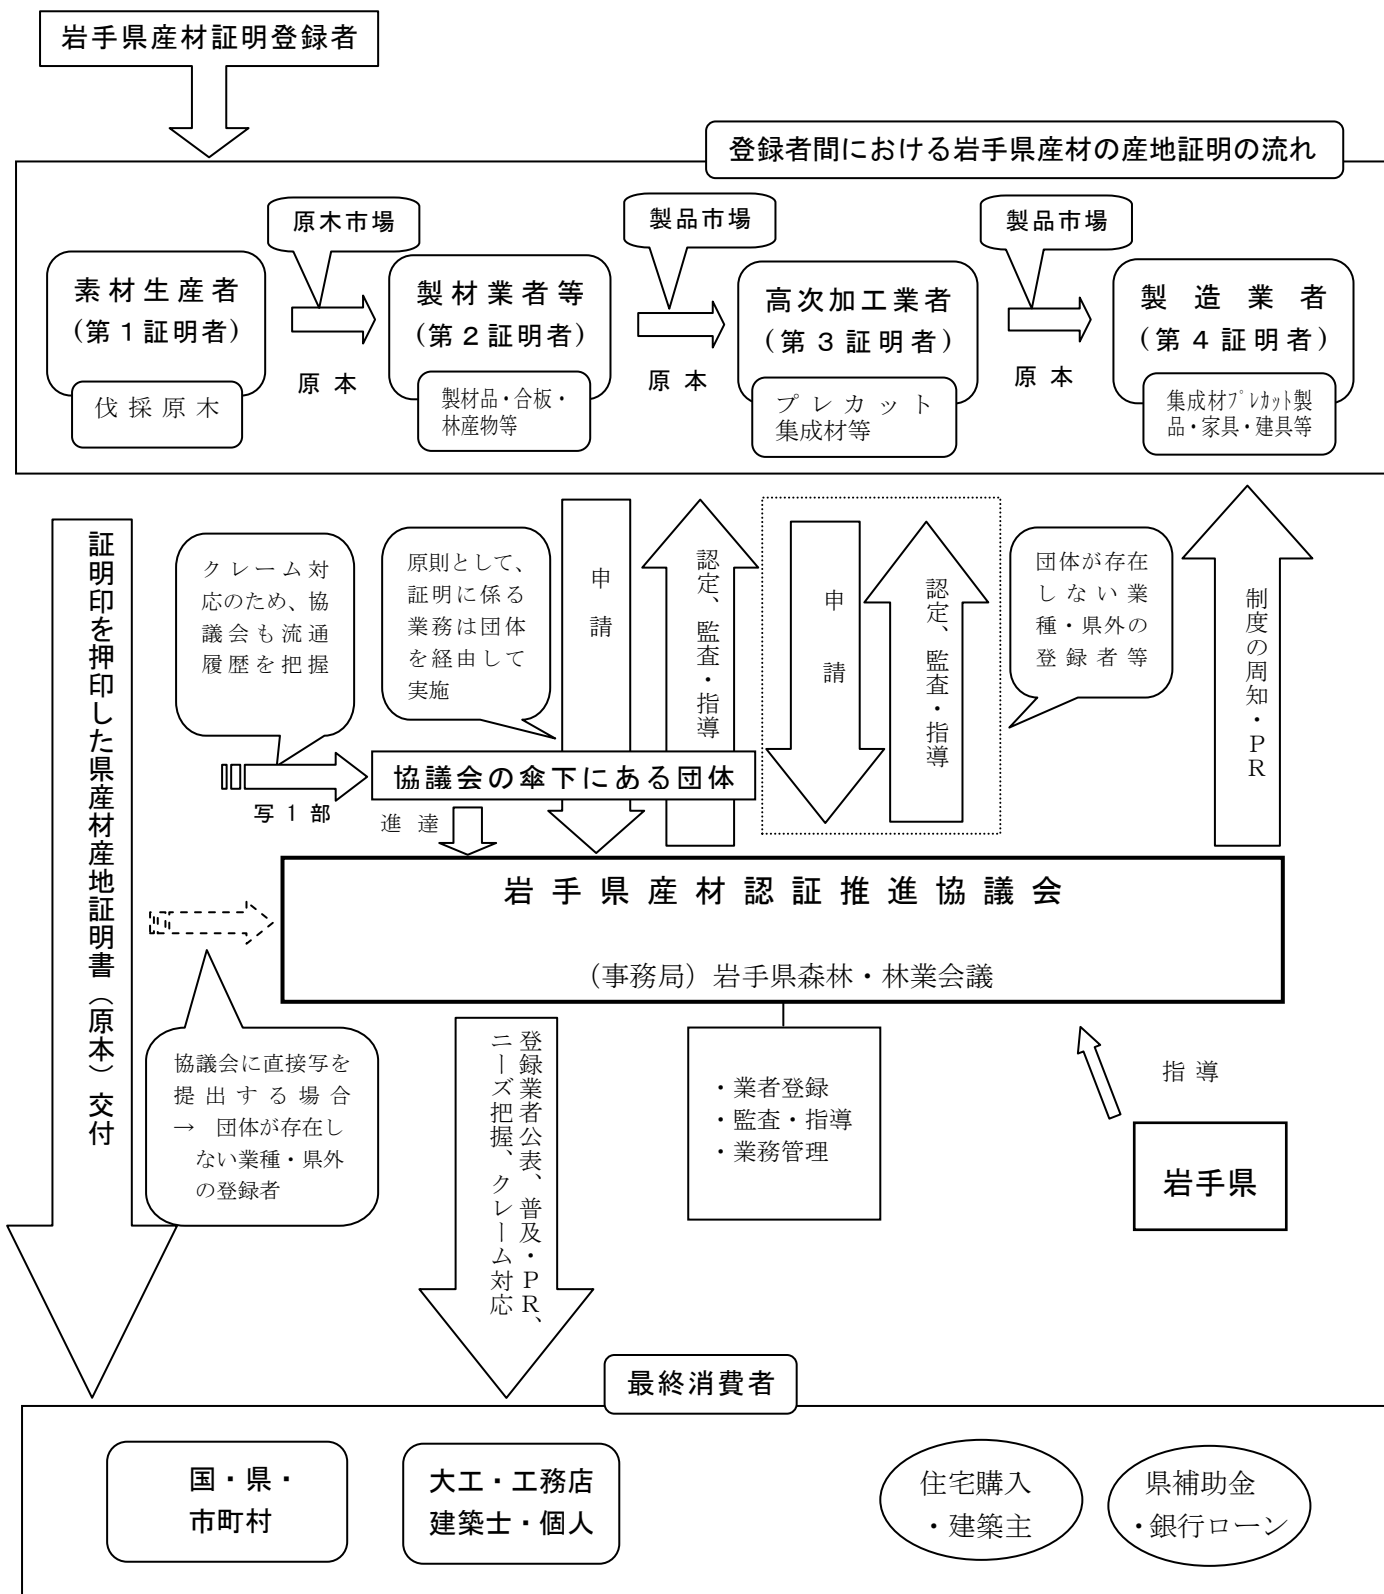 岩手県産材証明登録者
登録者間における岩手県産材の産地証明の流れ
原木市場
製品市場
製品市場
素材生産者
(第1証明者)
伐採原木
原本
製材業者等
(第2証明者)
製材品・合板・
林産物等
原本
高次加工業者
(第3証明者)
プレカット
集成材等
原本
製造業者
(第4証明者)
集成材プレカット製
品・家具・建具等
証明印を押印した県産材産地証明書（原本）交付
クレーム対
応のため、協
議会も流通
履歴を把握
原則として、
証明に係る
業務は団体
を経由して
実施
申請
認定、監査・指導
申請
認定、監査・指導
団体が存在
しない業
種・県外の
登録者等
制度の周知・ＰＲ
写1部
協議会の傘下にある団体
進達
岩手県産材認証推進協議会
（事務局）岩手県森林・林業会議
協議会に直接写を
提出する場合
→ 団体が存在し
ない業種・県外
の登録者
登録業者公表、普及・ＰＲ、
ニーズ把握、クレーム対応
・業者登録
・監査・指導
・業務管理
指導
岩手県
最終消費者
国・県・
市町村
大工・工務店
建築士・個人
住宅購入
・建築主
県補助金
・銀行ローン